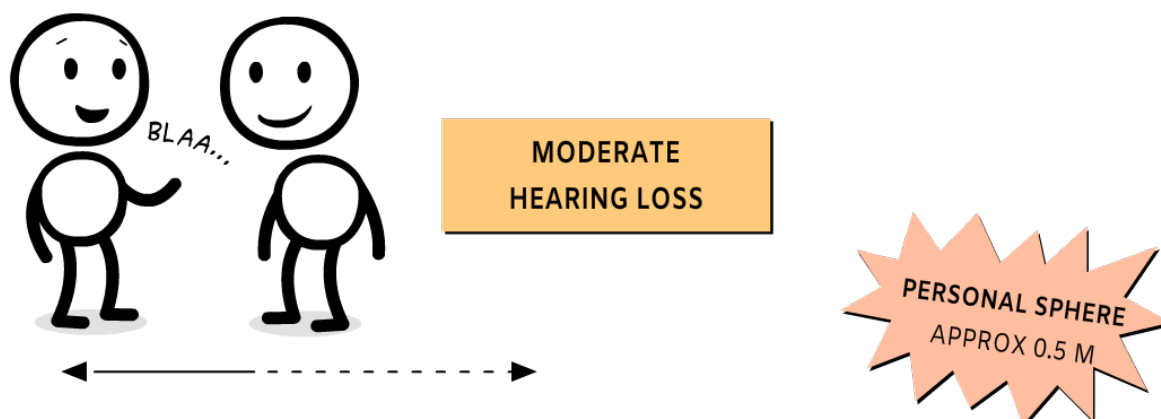 BLAA...
MODERATE
HEARING LOSS
PERSONAL SPHERE
APPROX 0.5 M